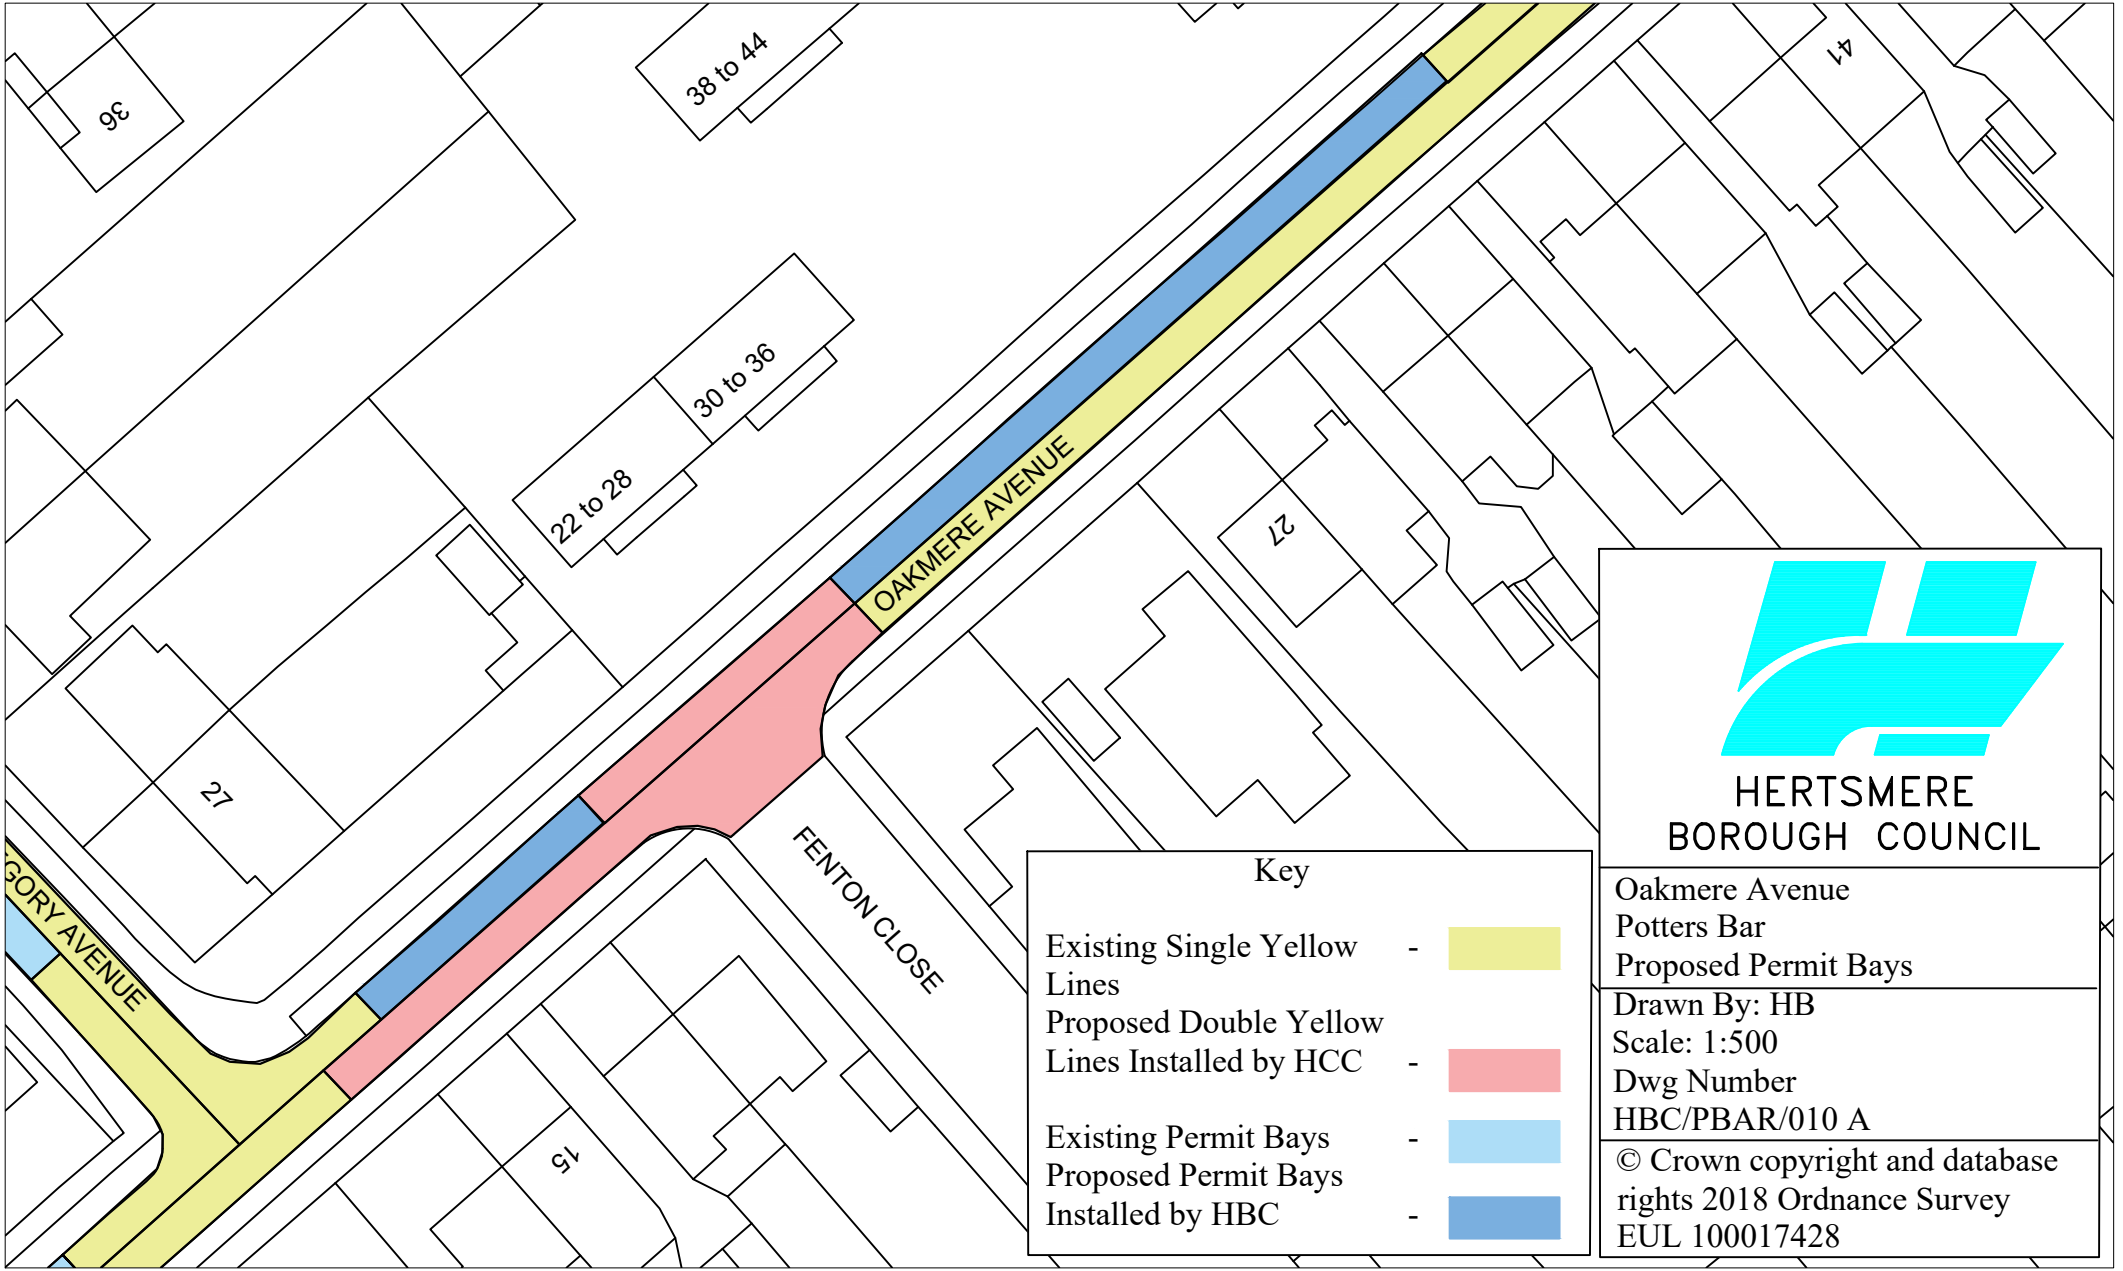 36
38 to 44
41
30 to 36
22 to 28
OAKMERE AVENUE
27
27
GORY AVENUE
FENTON CLOSE
15
Key
Existing Single Yellow -
Lines
Proposed Double Yellow
Lines Installed by HCC -
Existing Permit Bays -
Proposed Permit Bays
Installed by HBC -
HERTSMERE
BOROUGH COUNCIL
Oakmere Avenue
Potters Bar
Proposed Permit Bays
Drawn By: HB
Scale: 1:500
Dwg Number
HBC/PBAR/010 A
© Crown copyright and database
rights 2018 Ordnance Survey
EUL 100017428